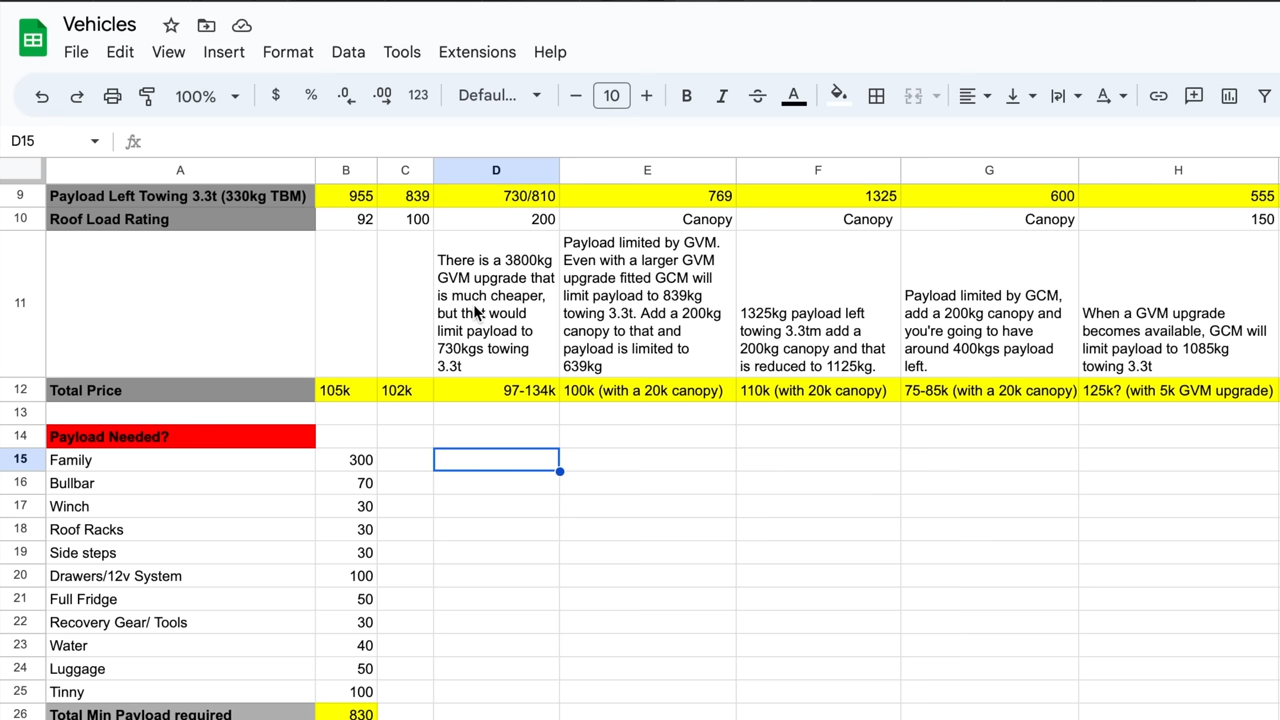 Vehicles
File Edit View Insert Format Data Tools Extensions Help
100% $ % .0 .00 123 Defaul... 10 B I A
D15 fx
A B C D E F G H
9 Payload Left Towing 3.3t (330kg TBM) 955 839 730/810 769 1325 600 555
10 Roof Load Rating 92 100 200 Canopy Canopy Canopy 150
11
There is a 3800kg
GVM upgrade that
is much cheaper,
but this would
limit payload to
730kgs towing
3.3t
Payload limited by GVM.
Even with a larger GVM
upgrade fitted GCM will
limit payload to 839kg
towing 3.3t. Add a 200kg
canopy to that and
payload is limited to
639kg
1325kg payload left
towing 3.3tm add a
200kg canopy and that
is reduced to 1125kg.
Payload limited by GCM,
add a 200kg canopy and
you're going to have
around 400kgs payload
left.
When a GVM upgrade
becomes available, GCM will
limit payload to 1085kg
towing 3.3t
12 Total Price 105k 102k 97-134k 100k (with a 20k canopy) 110k (with 20k canopy) 75-85k (with a 20k canopy) 125k? (with 5k GVM upgrade)
13
14 Payload Needed?
15 Family 300
16 Bullbar 70
17 Winch 30
18 Roof Racks 30
19 Side steps 30
20 Drawers/12v System 100
21 Full Fridge 50
22 Recovery Gear/ Tools 30
23 Water 40
24 Luggage 50
25 Tinny 100
26 Total Min Payload required 830